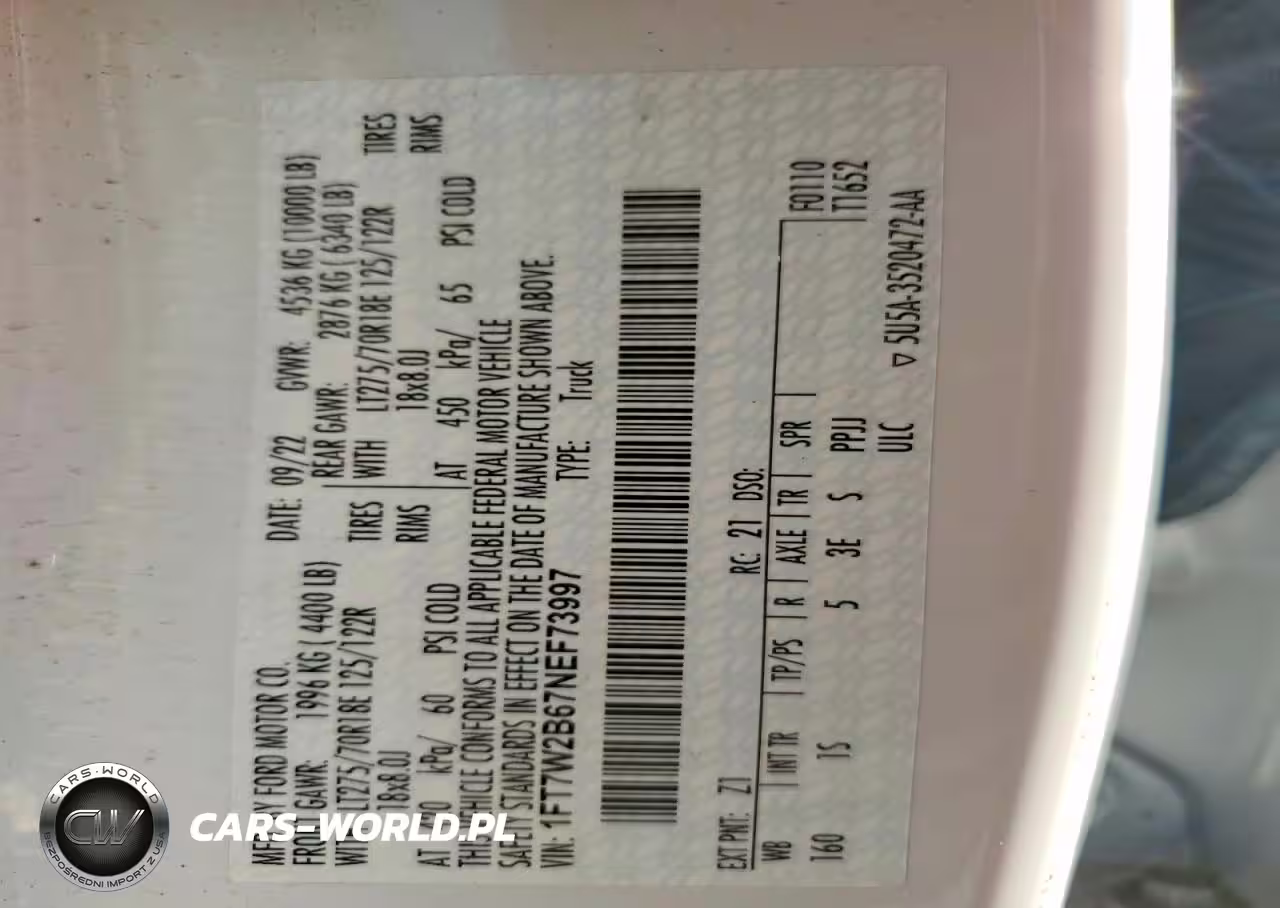 MFD BY FORD MOTOR CO.
DATE: 09/22 GVWR: 4536 KG (10000 LB)
GAWR: 1996 KG ( 4400 LB)
REAR GAWR: 2876 KG ( 6340 LB)
LT275/70R18E 125/122R TIRES
WITH LT275/70R18E 125/122R TIRES
18x8.0J RIMS
18x8.0J RIMS
AT kPa/ 60 PSI COLD
AT 450 kPa/ 65 PSI COLD
THIS VEHICLE CONFORMS TO ALL APPLICABLE FEDERAL MOTOR VEHICLE
SAFETY STANDARDS IN EFFECT ON THE DATE OF MANUFACTURE SHOWN ABOVE.
VIN: 1FT7W2B67NEF73997 TYPE: Truck
F0110
T1652
EXT PNT: Z1 RC: 21 DSO:
WB | INT TR | TP/PS | R | AXLE | TR | SPR |
160 1S 5 3E S PPJJ
ULC ▽ 5U5A-3520472-AA
CARS-WORLD
CW
BEZPOŚREDNI IMPORT Z USA
CARS-WORLD.PL